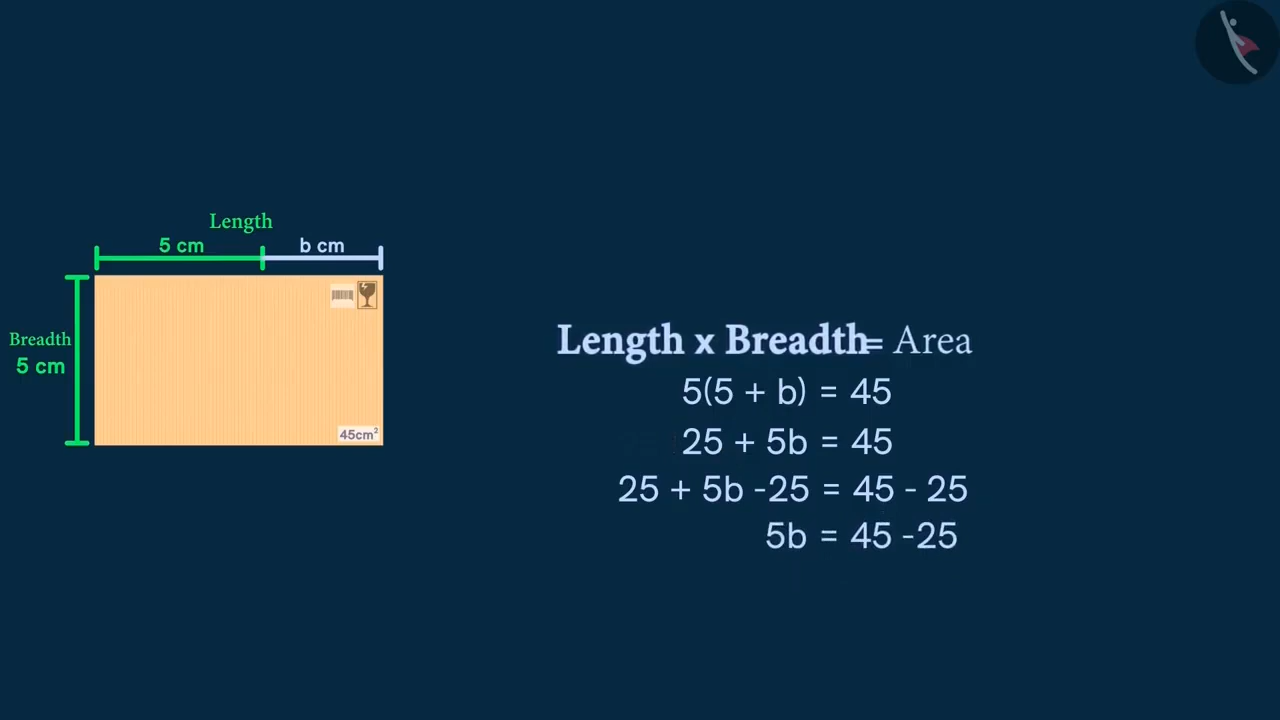 Length
5 cm
b cm
Breadth
5 cm
45cm²
Length x Breadth= Area
5(5 + b) = 45
25 + 5b = 45
25 + 5b -25 = 45 - 25
5b = 45 -25